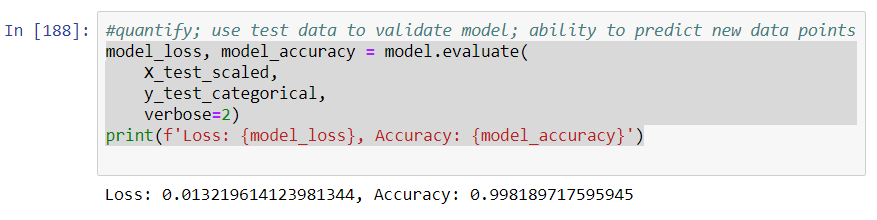 In [188]: #quantify; use test data to validate model; ability to predict new data points
model_loss, model_accuracy = model.evaluate(
    X_test_scaled,
    y_test_categorical,
    verbose=2)
print(f'Loss: {model_loss}, Accuracy: {model_accuracy}')
Loss: 0.013219614123981344, Accuracy: 0.998189717595945